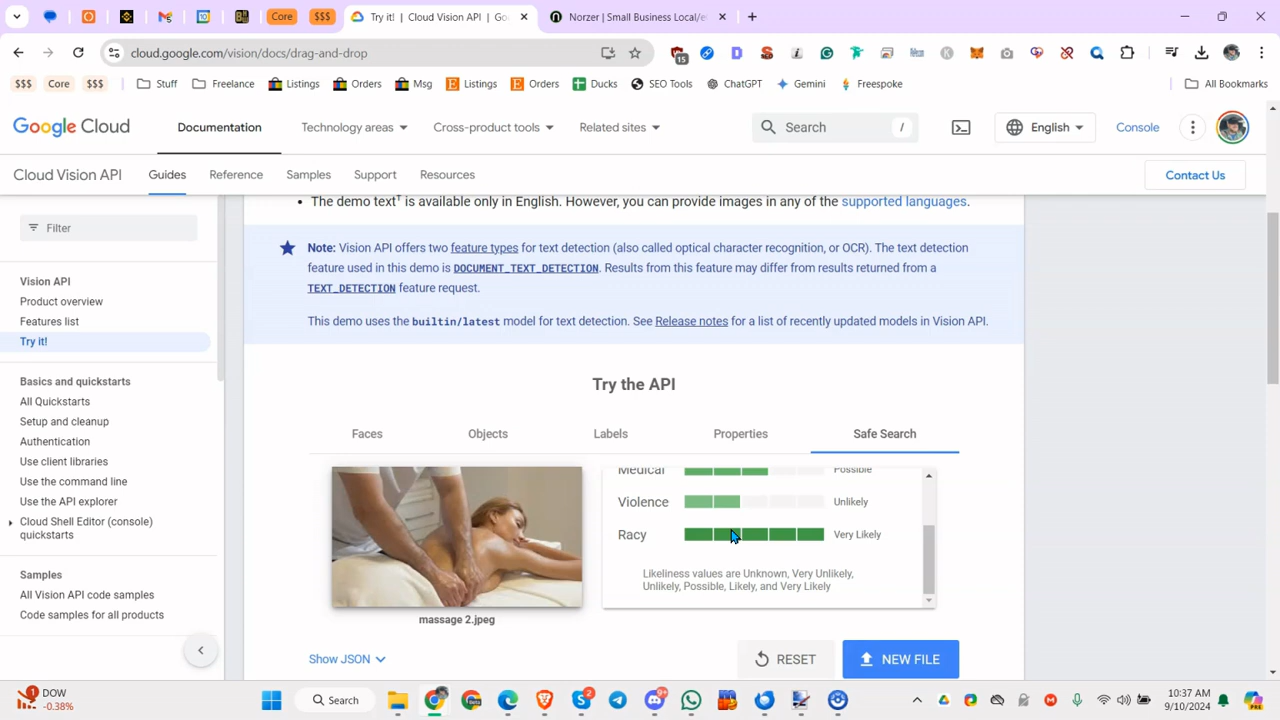 Try it! | Cloud Vision API | Go
Norzer | Small Business Local/e
cloud.google.com/vision/docs/drag-and-drop
15
$$$
Core
$$$
Stuff
Freelance
Listings
Orders
Msg
Listings
Orders
Ducks
SEO Tools
ChatGPT
Gemini
Freespoke
All Bookmarks
Core
$$$
Google Cloud
Documentation
Technology areas
Cross-product tools
Related sites
Search
/
English
Console
Cloud Vision API
Guides
Reference
Samples
Support
Resources
Contact Us
Filter
Vision API
Product overview
Features list
Try it!
Basics and quickstarts
All Quickstarts
Setup and cleanup
Authentication
Use client libraries
Use the command line
Use the API explorer
Cloud Shell Editor (console)
quickstarts
Samples
All Vision API code samples
Code samples for all products
• The demo text† is available only in English. However, you can provide images in any of the supported languages.
Note: Vision API offers two feature types for text detection (also called optical character recognition, or OCR). The text detection
feature used in this demo is DOCUMENT_TEXT_DETECTION. Results from this feature may differ from results returned from a
TEXT_DETECTION feature request.
This demo uses the builtin/latest model for text detection. See Release notes for a list of recently updated models in Vision API.
Try the API
Faces
Objects
Labels
Properties
Safe Search
Medical
Possible
Violence
Unlikely
Racy
Very Likely
Likeliness values are Unknown, Very Unlikely,
Unlikely, Possible, Likely, and Very Likely
massage 2.jpeg
Show JSON
RESET
NEW FILE
1
DOW
-0.38%
Search
2
9+
10:37 AM
9/10/2024